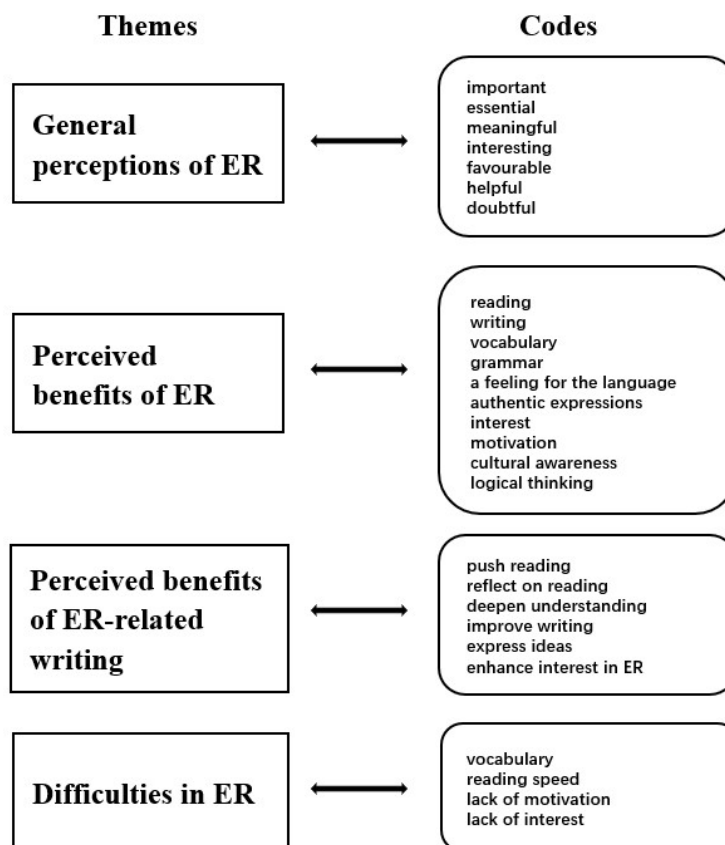 Themes
Codes
General
perceptions of ER
important
essential
meaningful
interesting
favourable
helpful
doubtful
Perceived
benefits of ER
reading
writing
vocabulary
grammar
a feeling for the language
authentic expressions
interest
motivation
cultural awareness
logical thinking
Perceived benefits
of ER-related
writing
push reading
reflect on reading
deepen understanding
improve writing
express ideas
enhance interest in ER
Difficulties in ER
vocabulary
reading speed
lack of motivation
lack of interest